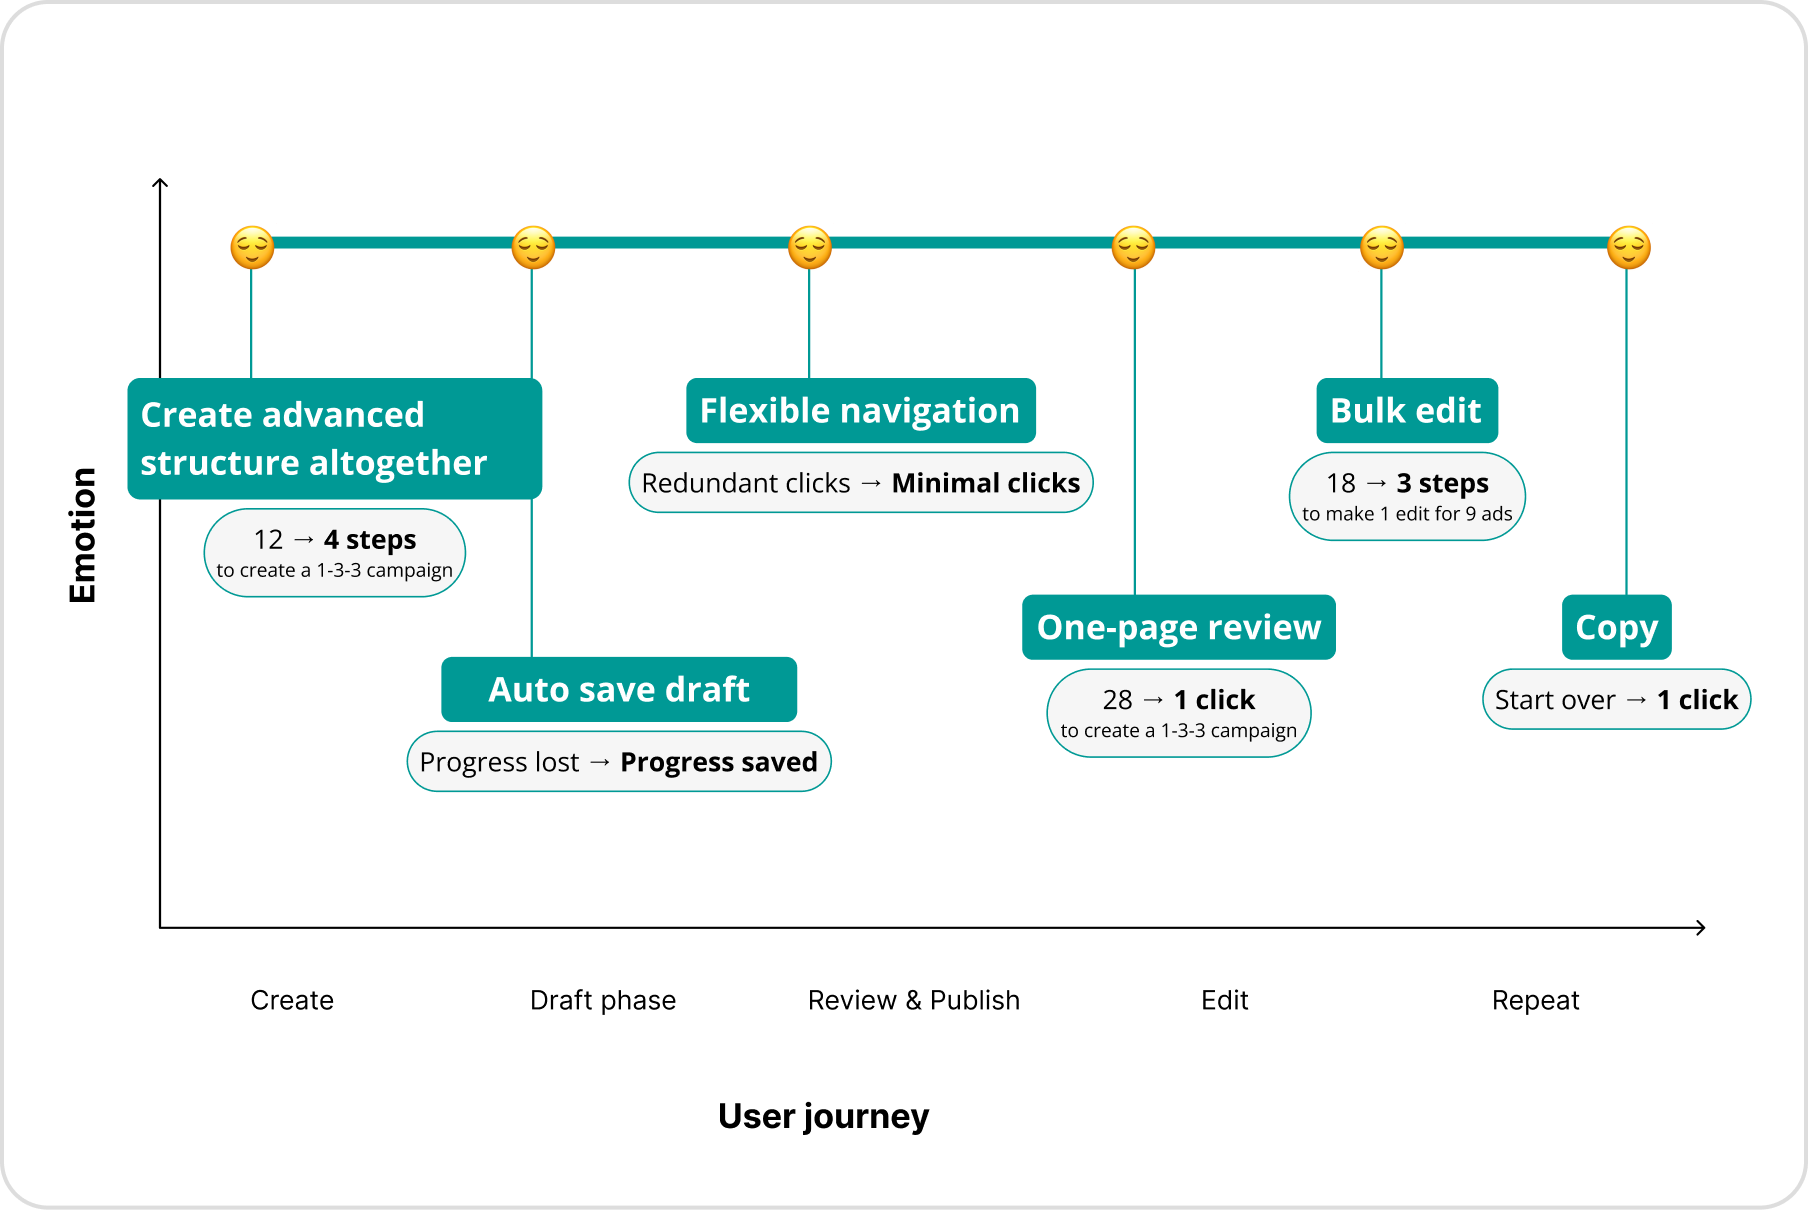 Emotion
Create advanced
structure altogether
12 → 4 steps
to create a 1-3-3 campaign
Auto save draft
Progress lost → Progress saved
Flexible navigation
Redundant clicks → Minimal clicks
One-page review
28 → 1 click
to create a 1-3-3 campaign
Bulk edit
18 → 3 steps
to make 1 edit for 9 ads
Copy
Start over → 1 click
Create
Draft phase
Review & Publish
Edit
Repeat
User journey